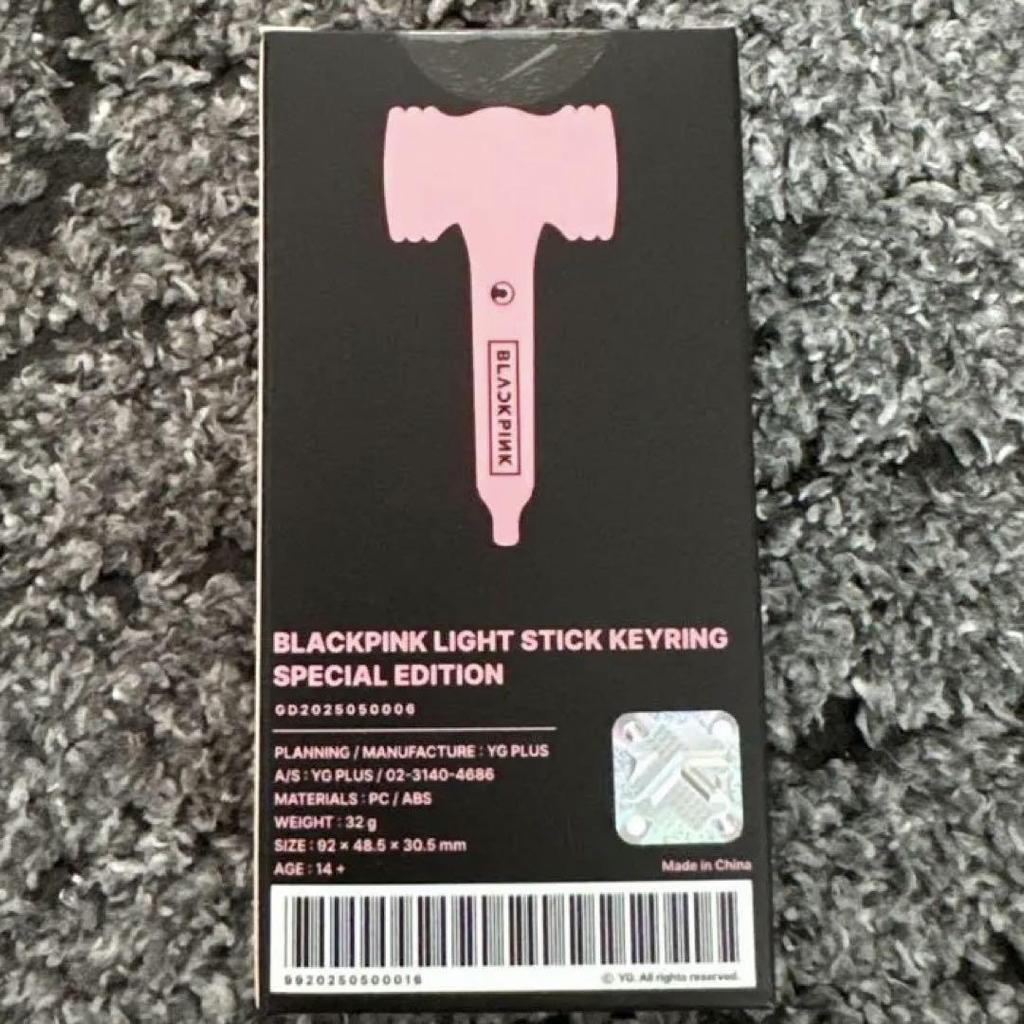 BLACKPINK
BLACKPINK LIGHT STICK KEYRING
SPECIAL EDITION
GD2025050006
PLANNING / MANUFACTURE : YG PLUS
A/S : YG PLUS / 02-3140-4686
MATERIALS : PC / ABS
WEIGHT : 32 g
SIZE : 92 × 48.5 × 30.5 mm
AGE : 14 +
Made in China
9920250500016
© YG. All rights reserved.